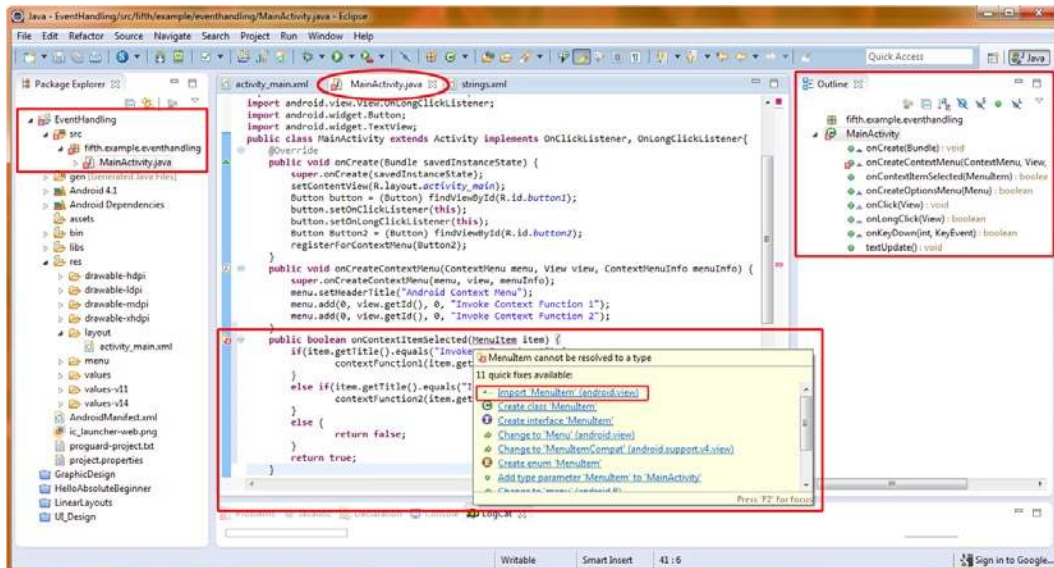 Java - EventHandling/src/fifth/example/eventhandling/MainActivity.java - Eclipse
File Edit Refactor Source Navigate Search Project Run Window Help
Quick Access
Java
Package Explorer
EventHandling
src
fifth.example.eventhandling
MainActivity.java
gen [Generated Java Files]
Android 4.1
Android Dependencies
assets
bin
libs
res
drawable-hdpi
drawable-ldpi
drawable-mdpi
drawable-xhdpi
layout
activity_main.xml
menu
values
values-v11
values-v14
AndroidManifest.xml
ic_launcher-web.png
proguard-project.txt
project.properties
GraphicDesign
HelloAbsoluteBeginner
LinearLayouts
UI_Design
activity_main.xml
MainActivity.java
strings.xml
import android.view.View.OnLongClickListener;
import android.widget.Button;
import android.widget.TextView;
public class MainActivity extends Activity implements OnClickListener, OnLongClickListener{
@Override
public void onCreate(Bundle savedInstanceState) {
super.onCreate(savedInstanceState);
setContentView(R.layout.activity_main);
Button button = (Button) findViewById(R.id.button1);
button.setOnClickListener(this);
button.setOnLongClickListener(this);
Button Button2 = (Button) findViewById(R.id.button2);
registerForContextMenu(Button2);
}
public void onCreateContextMenu(ContextMenu menu, View view, ContextMenuInfo menuInfo) {
super.onCreateContextMenu(menu, view, menuInfo);
menu.setHeaderTitle("Android Context Menu");
menu.add(0, view.getId(), 0, "Invoke Context Function 1");
menu.add(0, view.getId(), 0, "Invoke Context Function 2");
}
public boolean onContextItemSelected(MenuItem item) {
if(item.getTitle().equals("Invoke
contextFunction1(item.get
}
else if(item.getTitle().equals("I
contextFunction2(item.get
}
else {
return false;
}
return true;
}
MenuItem cannot be resolved to a type
11 quick fixes available:
Import 'MenuItem' (android.view)
Create class 'MenuItem'
Create interface 'MenuItem'
Change to 'Menu' (android.view)
Change to 'MenuItemCompat' (android.support.v4.view)
Create enum 'MenuItem'
Add type parameter 'MenuItem' to 'MainActivity'
Change to 'menu' (android.R)
Press 'F2' for focus
Outline
fifth.example.eventhandling
MainActivity
onCreate(Bundle) : void
onCreateContextMenu(ContextMenu, View,
onContextItemSelected(MenuItem) : boolea
onCreateOptionsMenu(Menu) : boolean
onClick(View) : void
onLongClick(View) : boolean
onKeyDown(int, KeyEvent) : boolean
textUpdate() : void
Problems Javadoc Declaration Console LogCat
Writable Smart Insert 41 : 6 Sign in to Google...